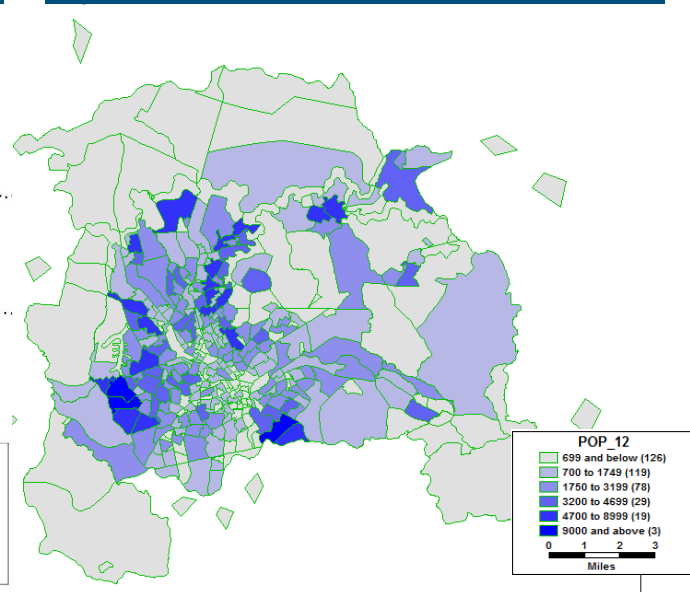 POP_12
699 and below (126)
700 to 1749 (119)
1750 to 3199 (78)
3200 to 4699 (29)
4700 to 8999 (19)
9000 and above (3)
0 1 2 3
Miles